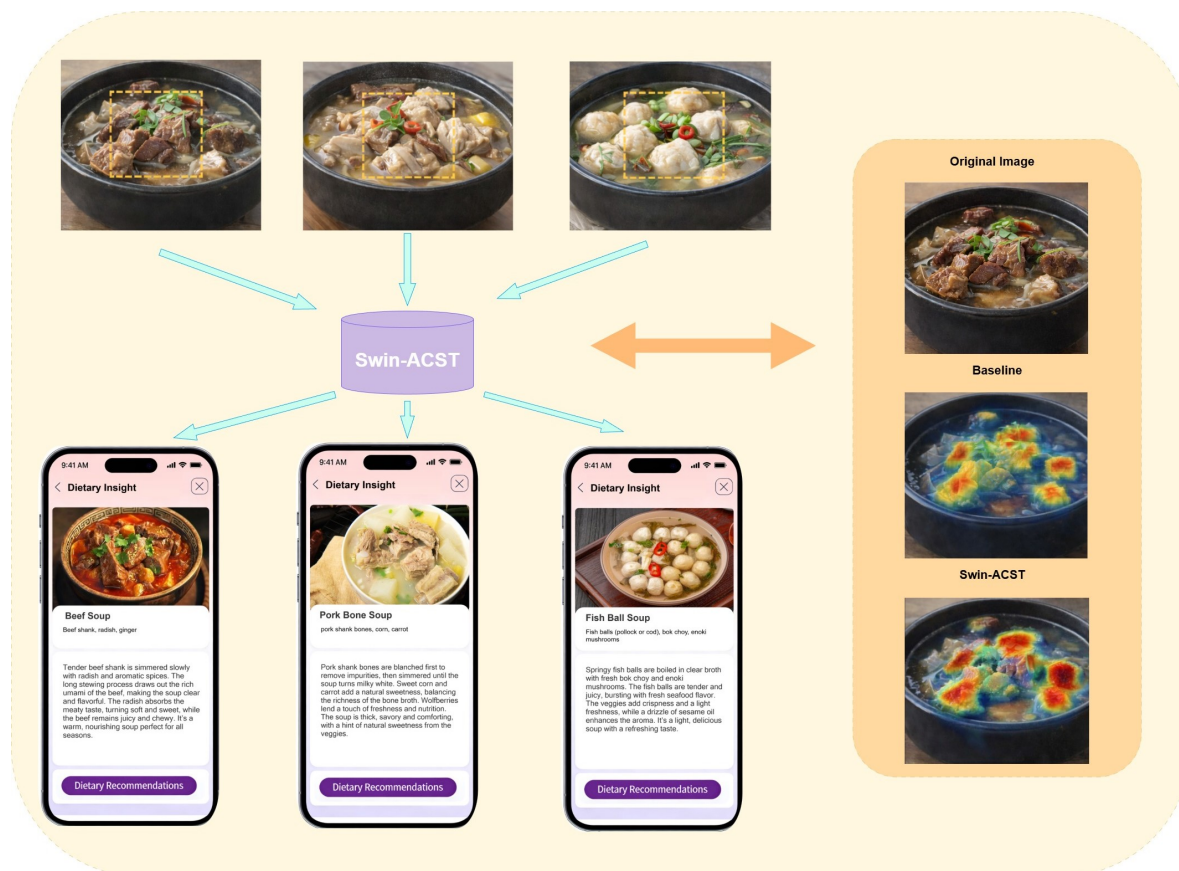 Original Image
Swin-ACST
Baseline
Swin-ACST
9:41 AM
Dietary Insight
Beef Soup
Beef shank, radish, ginger
Tender beef shank is simmered slowly
with radish and aromatic spices. The
long stewing process draws out the rich
umami of the beef, making the soup clear
and flavorful. The radish absorbs the
meaty taste, turning soft and sweet, while
the beef remains juicy and chewy. It's a
warm, nourishing soup perfect for all
seasons.
Dietary Recommendations
9:41 AM
Dietary Insight
Pork Bone Soup
pork shank bones, corn, carrot
Pork shank bones are blanched first to
remove impurities, then simmered until the
soup turns milky white. Sweet corn and
carrot add a natural sweetness, balancing
the richness of the bone broth. Wolfberries
lend a touch of freshness and nutrition.
The soup is thick, savory and comforting,
with a hint of natural sweetness from the
veggies.
Dietary Recommendations
9:41 AM
Dietary Insight
Fish Ball Soup
Fish balls (pollock or cod), bok choy, enoki
mushrooms
Springy fish balls are boiled in clear broth
with fresh bok choy and enoki
mushrooms. The fish balls are tender and
juicy, bursting with fresh seafood flavor.
The veggies add crispness and a light
freshness, while a drizzle of sesame oil
enhances the aroma. It's a light, delicious
soup with a refreshing taste.
Dietary Recommendations